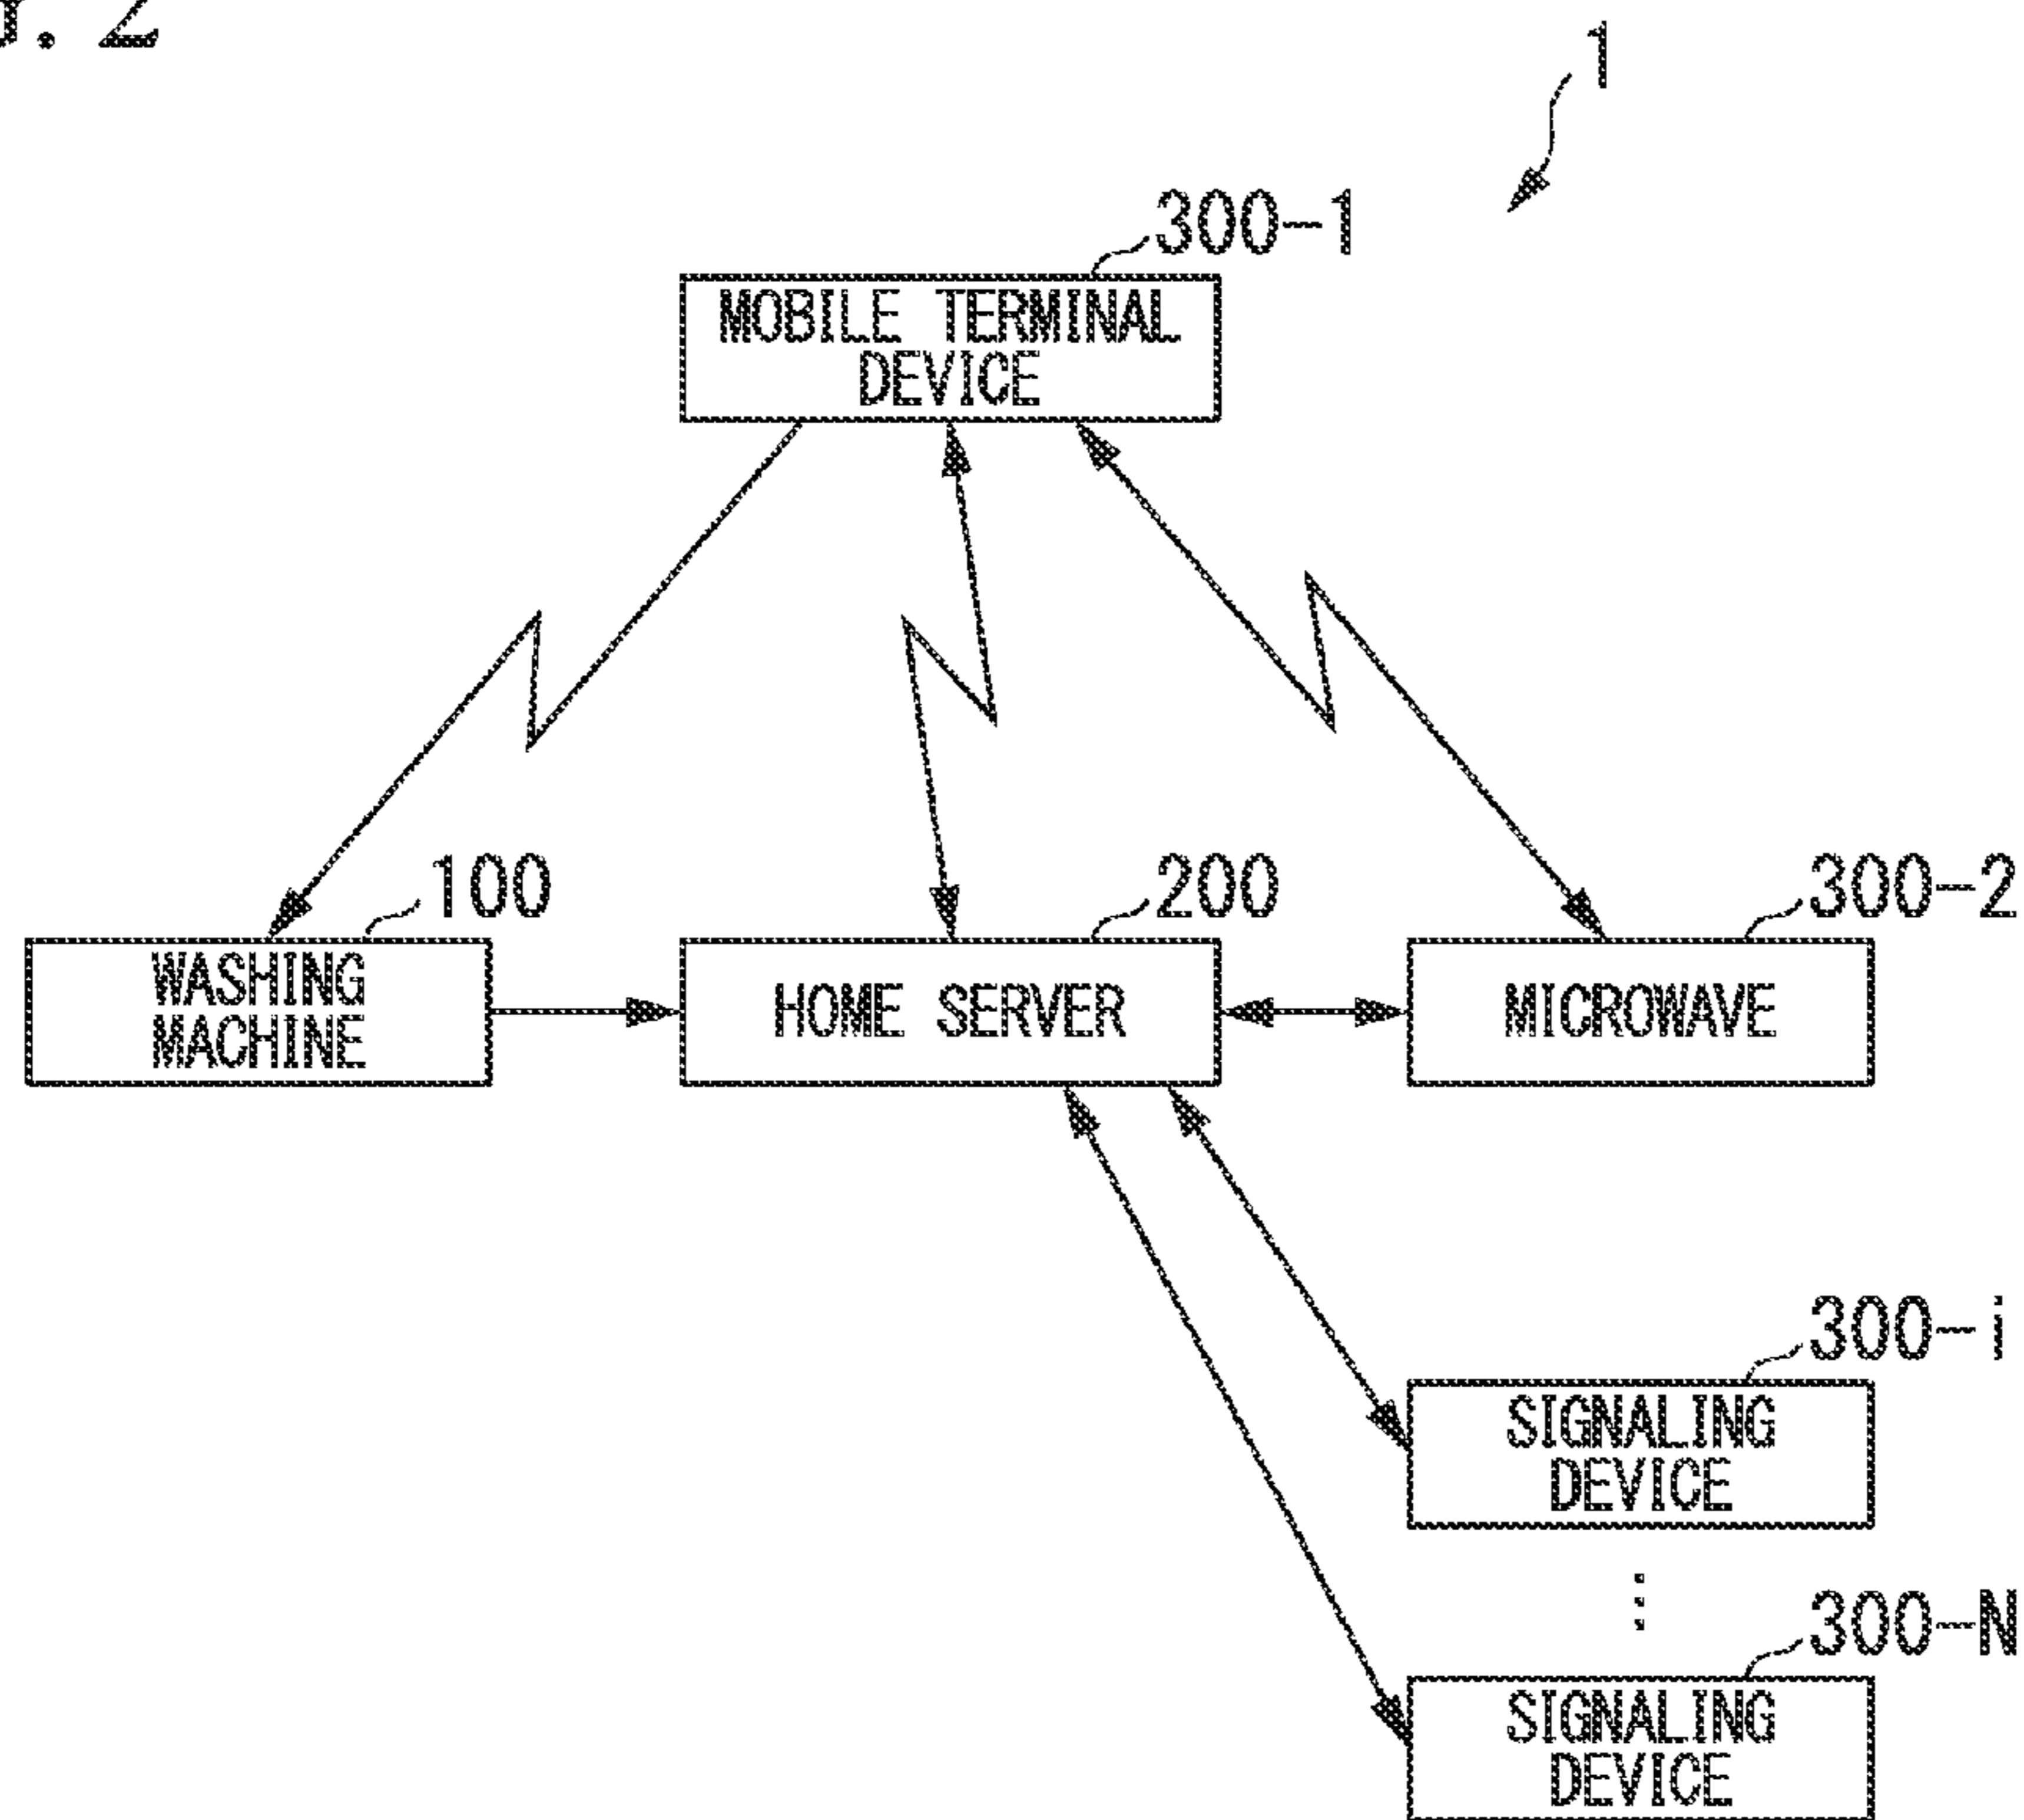 . 2
1
300-1
MOBILE TERMINAL
DEVICE
100
200
300-2
WASHING
MACHINE
HOME SERVER
MICROWAVE
300-i
SIGNALING
DEVICE
300-N
SIGNALING
DEVICE